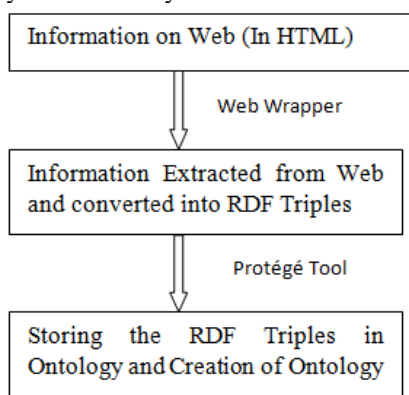 Information on Web (In HTML)
Web Wrapper
Information Extracted from Web
and converted into RDF Triples
Protégé Tool
Storing the RDF Triples in
Ontology and Creation of Ontology